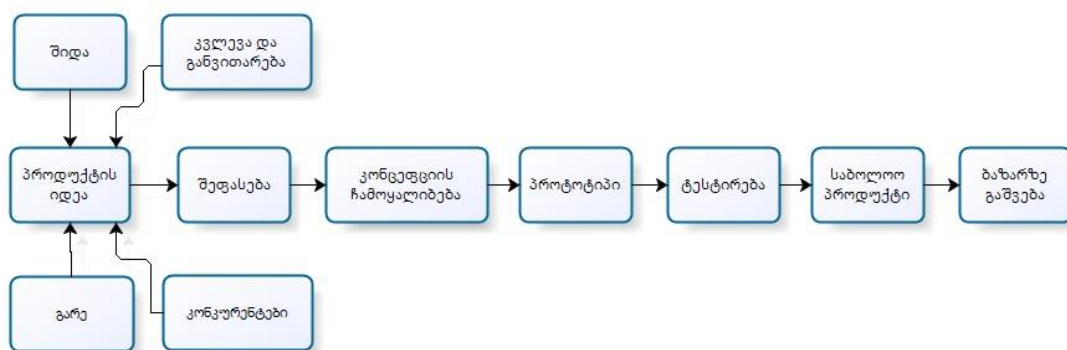 შიდა
კვლევა და
განვითარება
პროდუქტის
იდეა
შეფასება
კონცეფციის
ჩამოყალიბება
პროტოტიპი
ტესტირება
საბოლოო
პროდუქტი
ბაზარზე
გაშვება
გარე
კონკურენტები